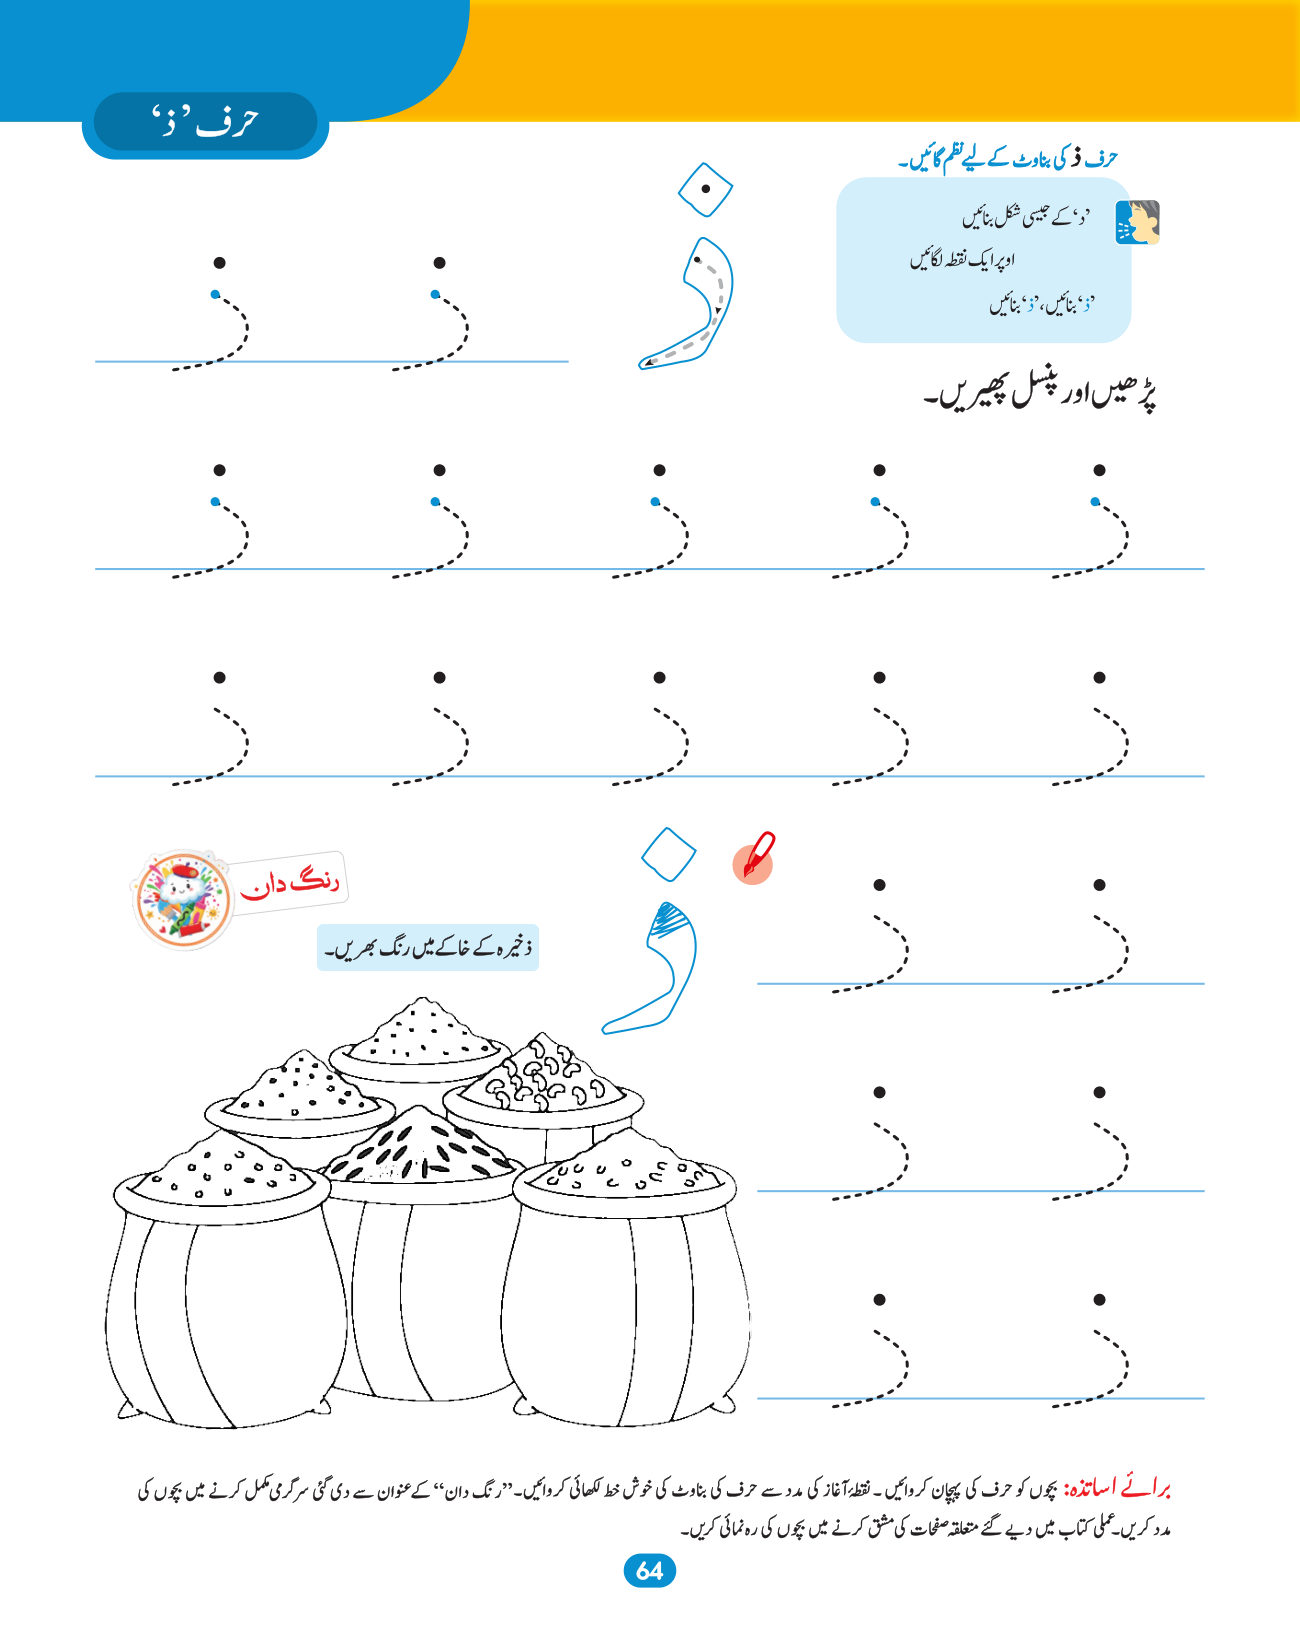 حرف ’ذ‘
حرف ذ کی بناوٹ کے لیے نظم گائیں۔
’د‘ کے جیسی شکل بنائیں
اوپر ایک نقطہ لگائیں
’ذ‘ بنائیں، ’ذ‘ بنائیں
ذ
ذ ذ
پڑھیں اور پنسل پھیریں۔
ذ ذ ذ ذ ذ
ذ ذ ذ ذ ذ
ذ
ذ ذ
رنگ دان
ذخیرہ کے خاکے میں رنگ بھریں۔
ذ ذ
ذ ذ
برائے اساتذہ: بچوں کو حرف کی پہچان کروائیں۔ نقطۂ آغاز کی مدد سے حرف کی بناوٹ کی خوش خط لکھائی کروائیں۔ ”رنگ دان“ کے عنوان سے دی گئی سرگرمی مکمل کرنے میں بچوں کی
مدد کریں۔ عملی کتاب میں دیے گئے متعلقہ صفحات کی مشق کرنے میں بچوں کی رہ نمائی کریں۔
64